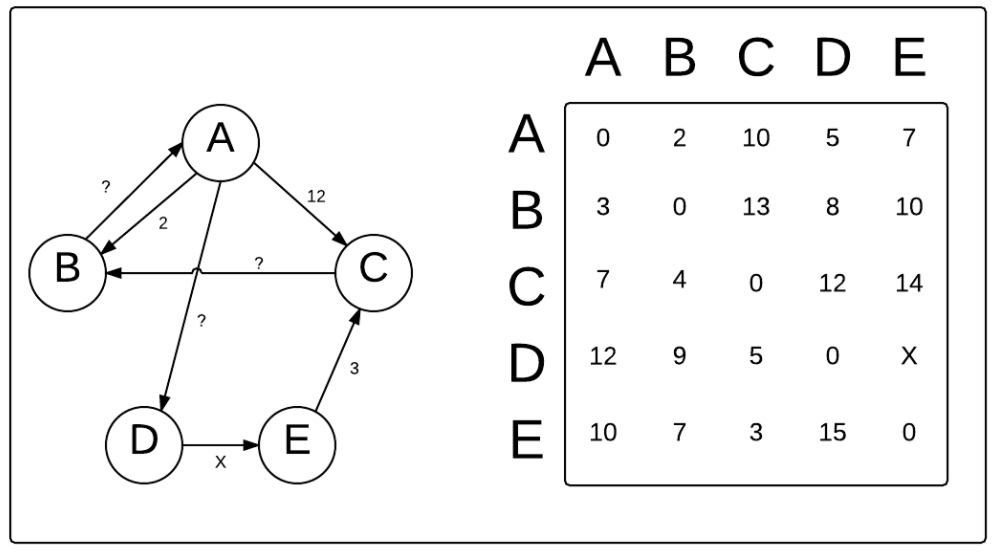 A B C D E
A 0 2 10 5 7
B 3 0 13 8 10
C 7 4 0 12 14
D 12 9 5 0 X
E 10 7 3 15 0
A
?
12
2
B
?
C
?
3
D
E
X